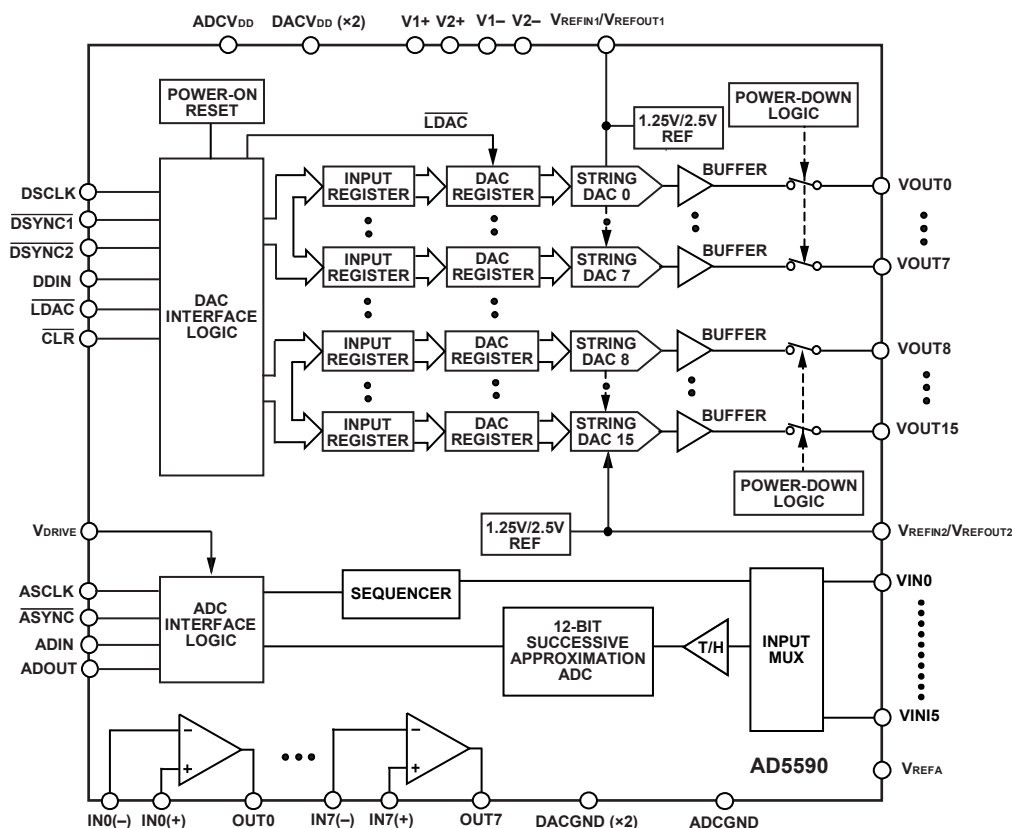 ADCVDD DACVDD (×2) V1+ V2+ V1– V2– VREFIN1/VREFOUT1
POWER-ON
RESET
LDAC
1.25V/2.5V
REF
POWER-DOWN
LOGIC
DSCLK
DSYNC1
DSYNC2
DDIN
LDAC
CLR
DAC
INTERFACE
LOGIC
INPUT
REGISTER
DAC
REGISTER
STRING
DAC 0
BUFFER
VOUT0
INPUT
REGISTER
DAC
REGISTER
STRING
DAC 7
BUFFER
VOUT7
INPUT
REGISTER
DAC
REGISTER
STRING
DAC 8
BUFFER
VOUT8
INPUT
REGISTER
DAC
REGISTER
STRING
DAC 15
BUFFER
VOUT15
POWER-DOWN
LOGIC
VDRIVE
1.25V/2.5V
REF
VREFIN2/VREFOUT2
ASCLK
ASYNC
ADIN
ADOUT
ADC
INTERFACE
LOGIC
SEQUENCER
12-BIT
SUCCESSIVE
APPROXIMATION
ADC
T/H
INPUT
MUX
VIN0
VINI5
– +
– +
AD5590
VREFA
IN0(–) IN0(+) OUT0 IN7(–) IN7(+) OUT7 DACGND (×2) ADCGND